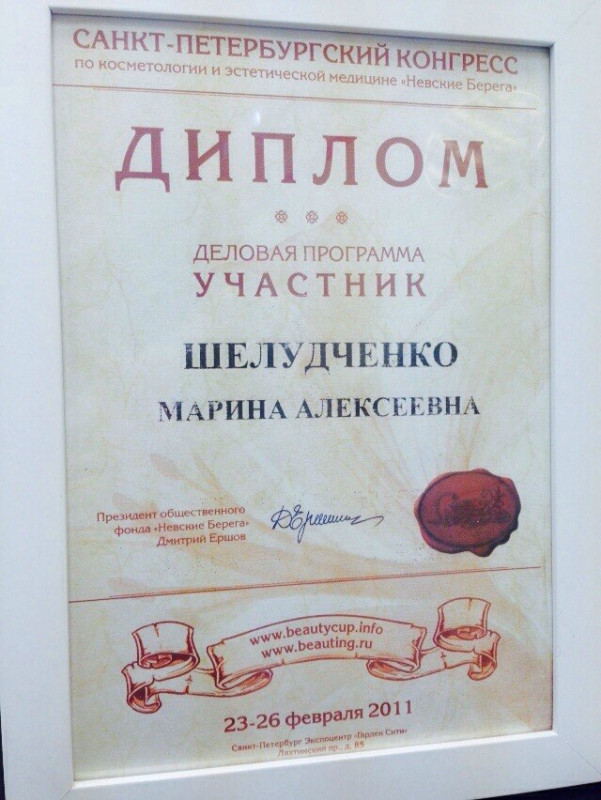 САНКТ-ПЕТЕРБУРГСКИЙ КОНГРЕСС
ПО КОСМЕТОЛОГИИ И ЭСТЕТИЧЕСКОЙ МЕДИЦИНЕ «Невские Берега»
ДИПЛОМ
ДЕЛОВАЯ ПРОГРАММА
УЧАСТНИК
ШЕЛУДЧЕНКО
МАРИНА АЛЕКСЕЕВНА
Президент общественного
фонда «Невские Берега»
Дмитрий Ершов
www.beautycup.info
www.beauting.ru
23-26 февраля 2011
Санкт-Петербург Экспоцентр «Гарден Сити»
Лахтинский пр., д. 85